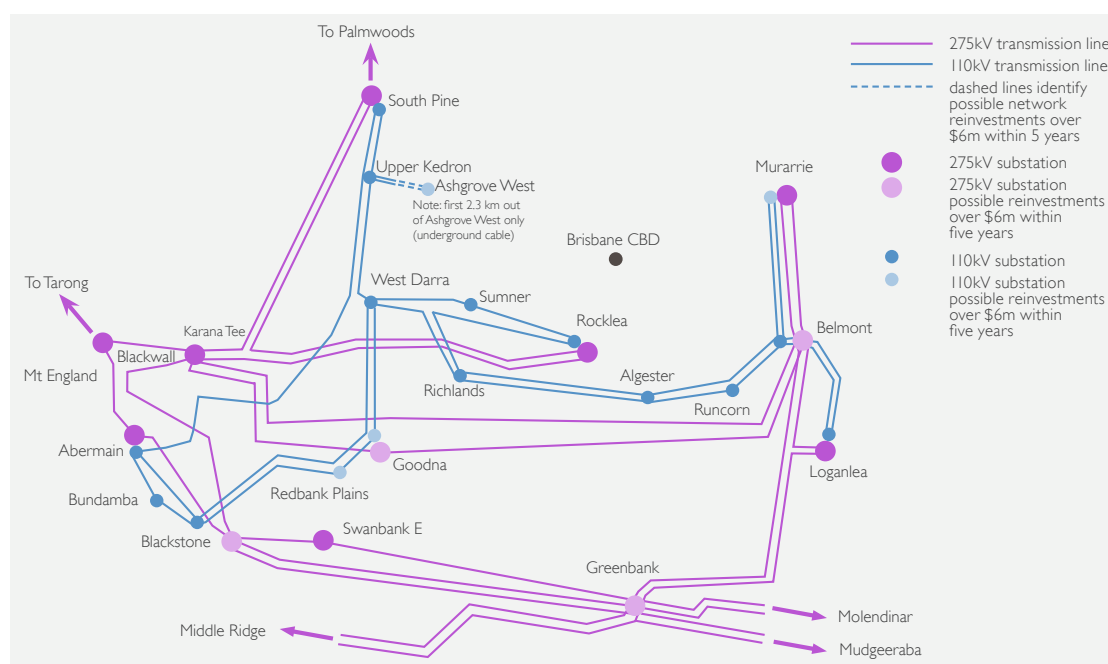 To Palmwoods
South Pine
Upper Kedron
Ashgrove West
Note: first 2.3 km out
of Ashgrove West only
(underground cable)
Brisbane CBD
Murarrie
To Tarong
West Darra
Sumner
Karana Tee
Rocklea
Belmont
Blackwall
Mt England
Richlands
Algester
Runcorn
Abermain
Goodna
Loganlea
Redbank Plains
Bundamba
Blackstone
Swanbank E
Greenbank
Molendinar
Middle Ridge
Mudgeeraba
275kV transmission line
110kV transmission line
dashed lines identify
possible network
reinvestments over
$6m within 5 years
275kV substation
275kV substation
possible reinvestments
over $6m within
five years
110kV substation
110kV substation
possible reinvestments
over $6m within
five years